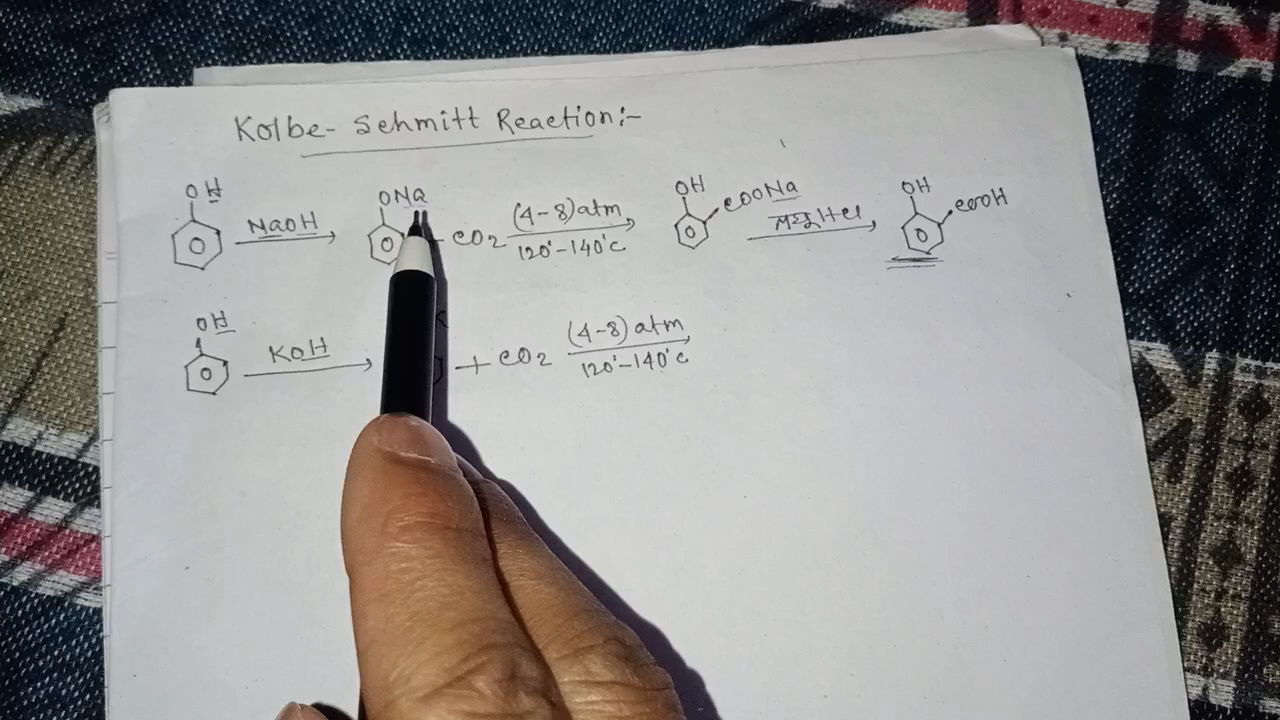 Kolbe- Schmitt Reaction:-
OH NaOH ONa + CO2 (4-8)atm 120°-140°C OH COONa লঘু HCl OH COOH
OH KOH + CO2 (4-8)atm 120°-140°C